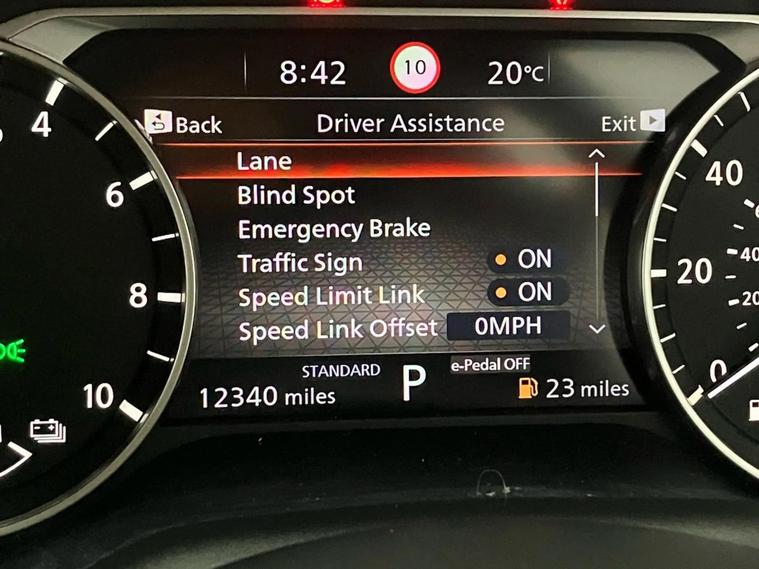 8:42 10 20°C
Back Driver Assistance Exit
Lane
Blind Spot
Emergency Brake
Traffic Sign ON
Speed Limit Link ON
Speed Link Offset 0MPH
STANDARD P e-Pedal OFF
12340 miles 23 miles
4
6
8
10
40
20
0
40
20